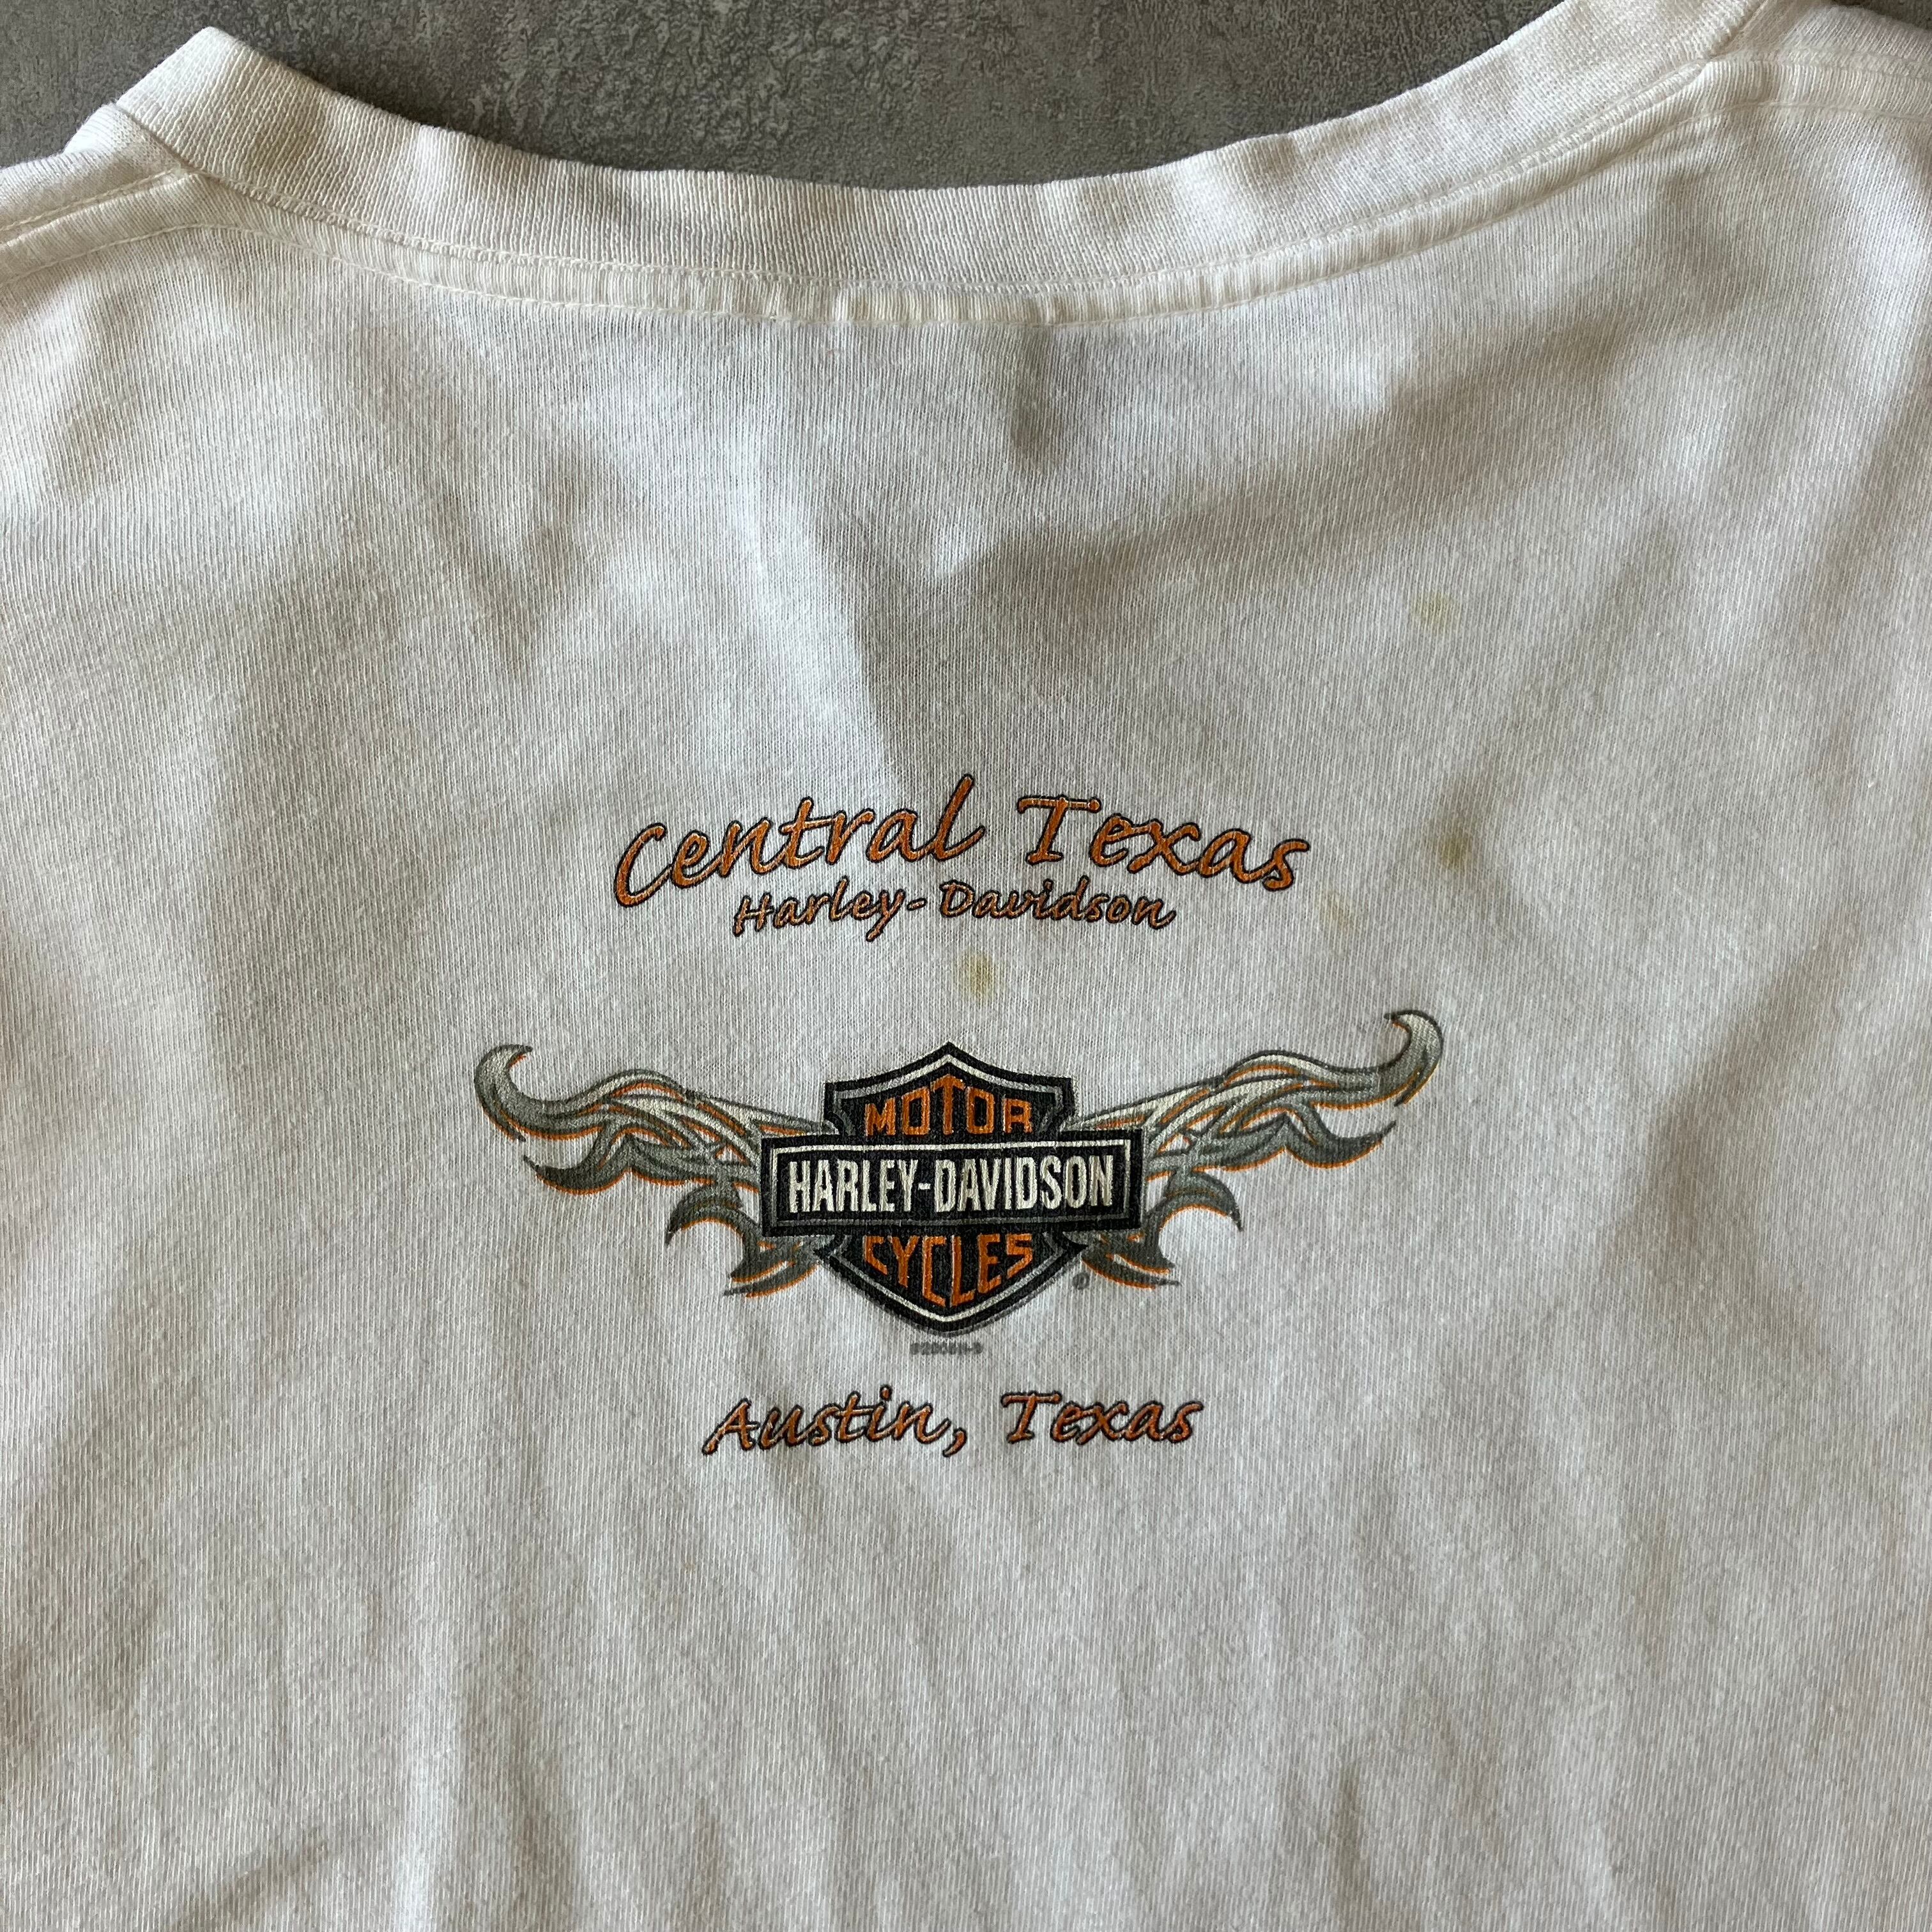 Central Texas
Harley-Davidson
MOTOR
HARLEY-DAVIDSON
CYCLES
®
Austin, Texas